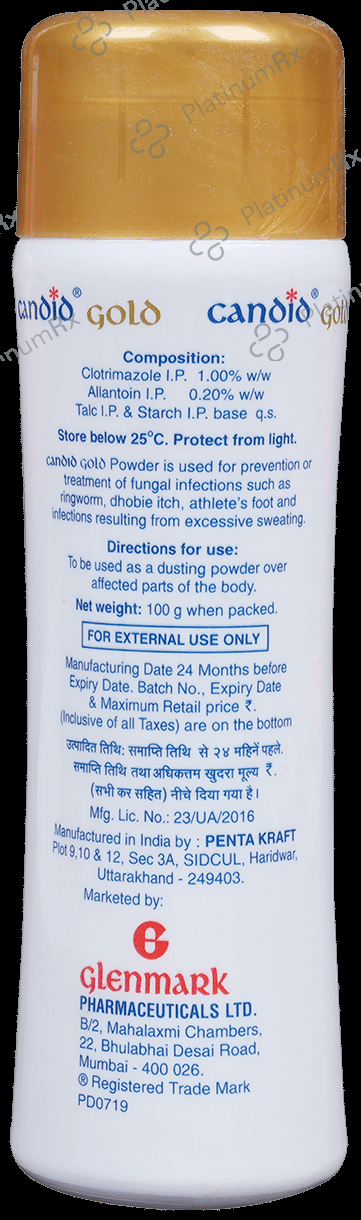 candid® GOLD candid® GOLD
Composition:
Clotrimazole I.P. 1.00% w/w
Allantoin I.P. 0.20% w/w
Talc I.P. & Starch I.P. base q.s.
Store below 25°C. Protect from light.
candid GOLD Powder is used for prevention or
treatment of fungal infections such as
ringworm, dhobie itch, athlete's foot and
infections resulting from excessive sweating.
Directions for use:
To be used as a dusting powder over
affected parts of the body.
Net weight: 100 g when packed.
FOR EXTERNAL USE ONLY
Manufacturing Date 24 Months before
Expiry Date. Batch No., Expiry Date
& Maximum Retail price ₹.
(Inclusive of all Taxes) are on the bottom
उत्पादित तिथि: समाप्ति तिथि से २४ महिनें पहले.
समाप्ति तिथि तथा अधिकत्तम खुदरा मूल्य ₹.
(सभी कर सहित) नीचे दिया गया है।
Mfg. Lic. No.: 23/UA/2016
Manufactured in India by : PENTA KRAFT
Plot 9,10 & 12, Sec 3A, SIDCUL, Haridwar,
Uttarakhand - 249403.
Marketed by:
G
Glenmark
PHARMACEUTICALS LTD.
B/2, Mahalaxmi Chambers,
22, Bhulabhai Desai Road,
Mumbai - 400 026.
® Registered Trade Mark
PD0719
PlatinumRx
PlatinumRx
PlatinumRx
PlatinumRx